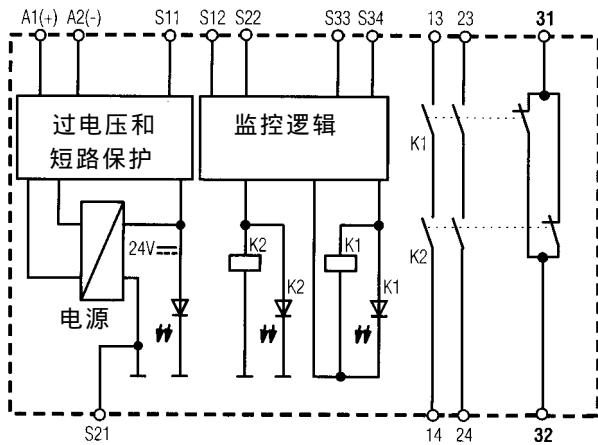 A1(+) A2(-) S11 S12 S22 S33 S34 13 23 31
过电压和
短路保护
监控逻辑
K1
24V
K2 K1
K2
K2 K1
电源
S21 14 24 32